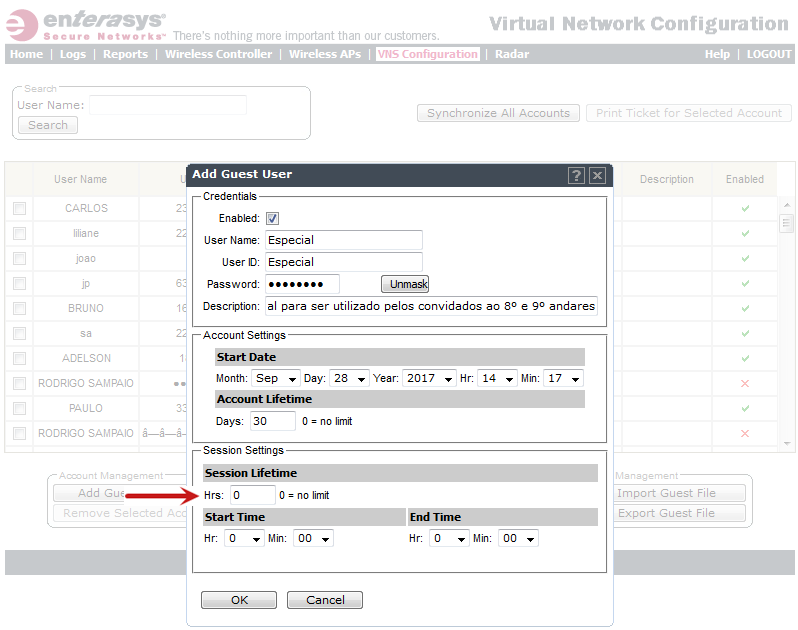 enterasys®
Secure Networks™ There's nothing more important than our customers.
Virtual Network Configuration
Home | Logs | Reports | Wireless Controller | Wireless APs | VNS Configuration | Radar Help | LOGOUT
Search
User Name:
Search
Synchronize All Accounts Print Ticket for Selected Account
User Name Description Enabled
CARLOS 23
liliane 22
joao
jp 63
BRUNO 16
sa 22
ADELSON 1
RODRIGO SAMPAIO ●●
PAULO 33
RODRIGO SAMPAIO â—â—â-
Account Management
Add Gue
Remove Selected Acc
Management
Import Guest File
Export Guest File
Add Guest User ? X
Credentials
Enabled:
User Name: Especial
User ID: Especial
Password: ●●●●●●●● Unmask
Description: al para ser utilizado pelos convidados ao 8º e 9º andares
Account Settings
Start Date
Month: Sep Day: 28 Year: 2017 Hr: 14 Min: 17
Account Lifetime
Days: 30 0 = no limit
Session Settings
Session Lifetime
Hrs: 0 0 = no limit
Start Time End Time
Hr: 0 Min: 00 Hr: 0 Min: 00
OK Cancel